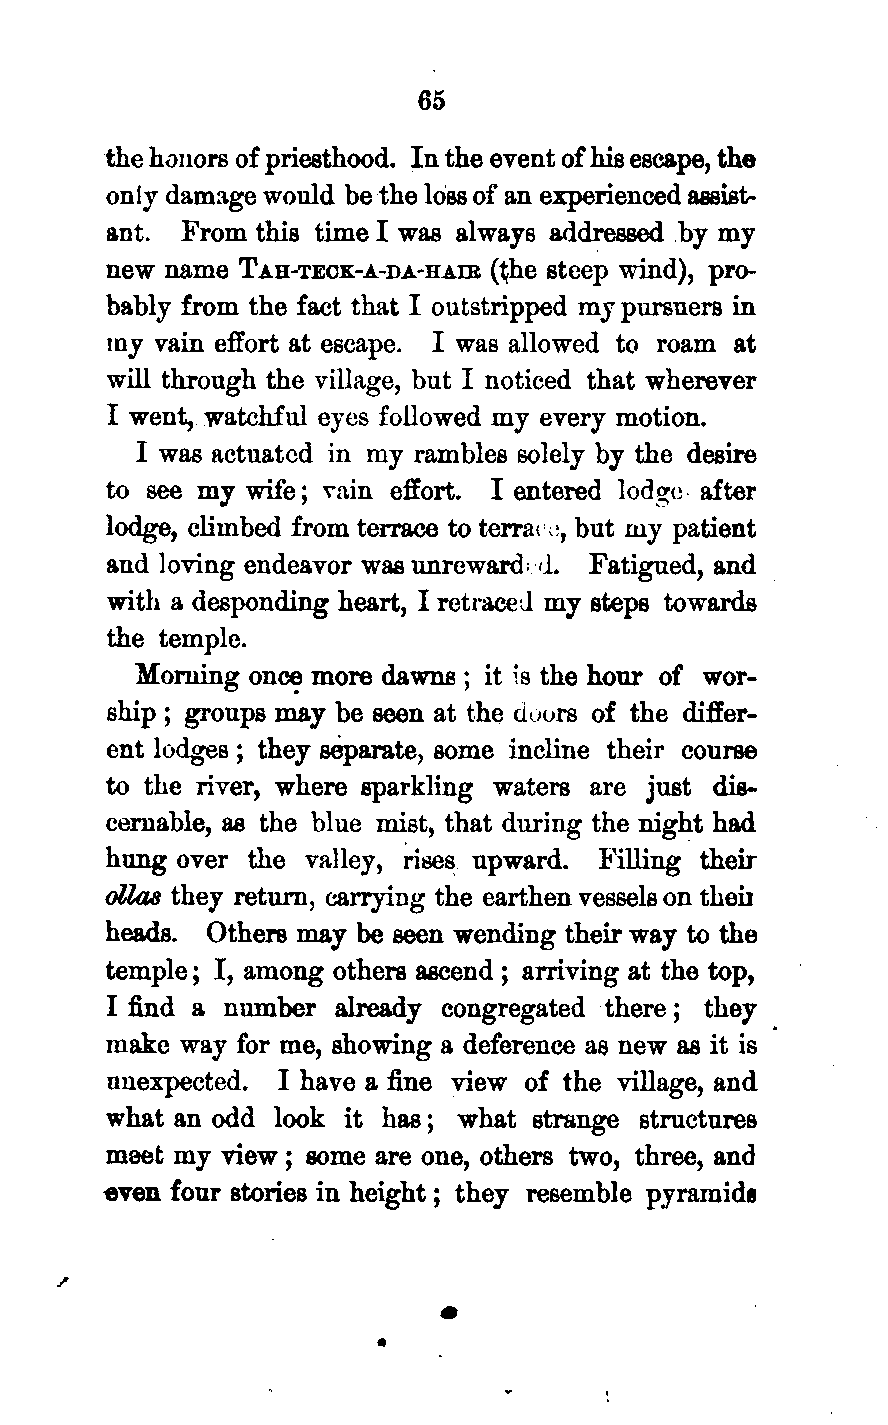 65
the honors of priesthood. In the event of his escape, the
only damage would be the loss of an experienced assist-
ant. From this time I was always addressed by my
new name TAH-TECK-A-DA-HAIR (the steep wind), pro-
bably from the fact that I outstripped my pursuers in
my vain effort at escape. I was allowed to roam at
will through the village, but I noticed that wherever
I went, watchful eyes followed my every motion.
I was actuated in my rambles solely by the desire
to see my wife; vain effort. I entered lodge after
lodge, climbed from terrace to terrace, but my patient
and loving endeavor was unrewarded. Fatigued, and
with a desponding heart, I retraced my steps towards
the temple.
Morning once more dawns; it is the hour of wor-
ship; groups may be seen at the doors of the differ-
ent lodges; they separate, some incline their course
to the river, where sparkling waters are just dis-
cernable, as the blue mist, that during the night had
hung over the valley, rises upward. Filling their
ollas they return, carrying the earthen vessels on their
heads. Others may be seen wending their way to the
temple; I, among others ascend; arriving at the top,
I find a number already congregated there; they
make way for me, showing a deference as new as it is
unexpected. I have a fine view of the village, and
what an odd look it has; what strange structures
meet my view; some are one, others two, three, and
even four stories in height; they resemble pyramids